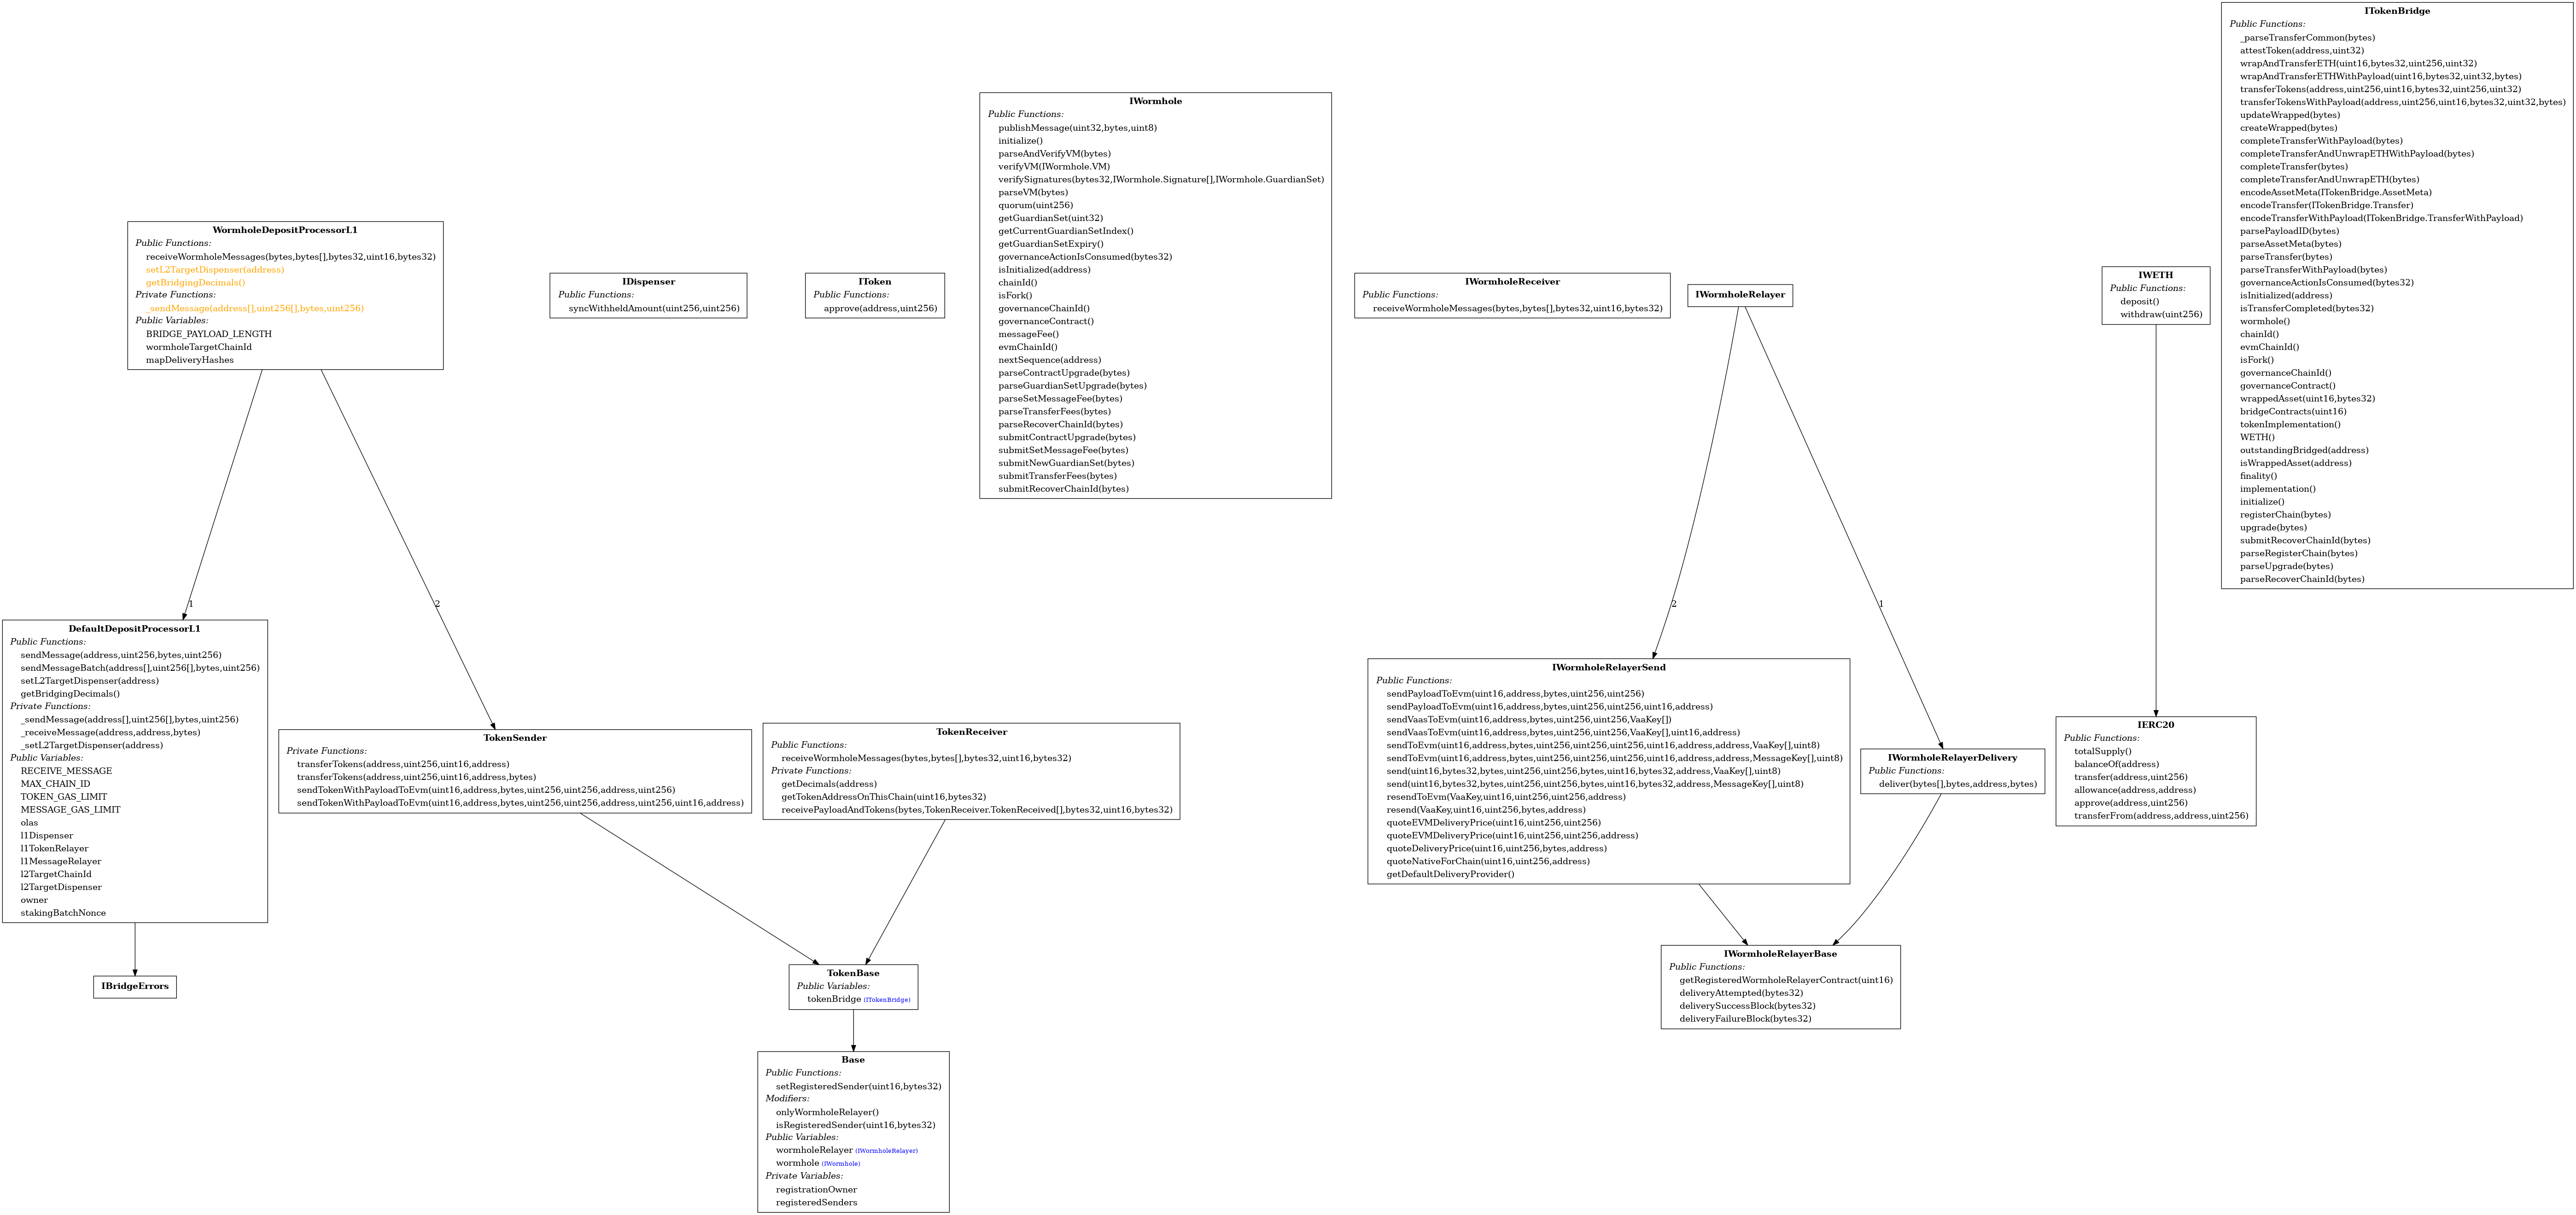 ITokenBridge
Public Functions:
_parseTransferCommon(bytes)
attestToken(address,uint32)
wrapAndTransferETH(uint16,bytes32,uint256,uint32)
wrapAndTransferETHWithPayload(uint16,bytes32,uint32,bytes)
transferTokens(address,uint256,uint16,bytes32,uint256,uint32)
transferTokensWithPayload(address,uint256,uint16,bytes32,uint32,bytes)
updateWrapped(bytes)
createWrapped(bytes)
completeTransferWithPayload(bytes)
completeTransferAndUnwrapETHWithPayload(bytes)
completeTransfer(bytes)
completeTransferAndUnwrapETH(bytes)
encodeAssetMeta(ITokenBridge.AssetMeta)
encodeTransfer(ITokenBridge.Transfer)
encodeTransferWithPayload(ITokenBridge.TransferWithPayload)
parsePayloadID(bytes)
parseAssetMeta(bytes)
parseTransfer(bytes)
parseTransferWithPayload(bytes)
governanceActionIsConsumed(bytes32)
isInitialized(address)
isTransferCompleted(bytes32)
wormhole()
chainId()
evmChainId()
isFork()
governanceChainId()
governanceContract()
wrappedAsset(uint16,bytes32)
bridgeContracts(uint16)
tokenImplementation()
WETH()
outstandingBridged(address)
isWrappedAsset(address)
finality()
implementation()
initialize()
registerChain(bytes)
upgrade(bytes)
submitRecoverChainId(bytes)
parseRegisterChain(bytes)
parseUpgrade(bytes)
parseRecoverChainId(bytes)
IWormhole
Public Functions:
publishMessage(uint32,bytes,uint8)
initialize()
parseAndVerifyVM(bytes)
verifyVM(IWormhole.VM)
verifySignatures(bytes32,IWormhole.Signature[],IWormhole.GuardianSet)
parseVM(bytes)
quorum(uint256)
getGuardianSet(uint32)
getCurrentGuardianSetIndex()
getGuardianSetExpiry()
governanceActionIsConsumed(bytes32)
isInitialized(address)
chainId()
isFork()
governanceChainId()
governanceContract()
messageFee()
evmChainId()
nextSequence(address)
parseContractUpgrade(bytes)
parseGuardianSetUpgrade(bytes)
parseSetMessageFee(bytes)
parseTransferFees(bytes)
parseRecoverChainId(bytes)
submitContractUpgrade(bytes)
submitSetMessageFee(bytes)
submitNewGuardianSet(bytes)
submitTransferFees(bytes)
submitRecoverChainId(bytes)
WormholeDepositProcessorL1
Public Functions:
receiveWormholeMessages(bytes,bytes[],bytes32,uint16,bytes32)
setL2TargetDispenser(address)
getBridgingDecimals()
Private Functions:
_sendMessage(address[],uint256[],bytes,uint256)
Public Variables:
BRIDGE_PAYLOAD_LENGTH
wormholeTargetChainId
mapDeliveryHashes
IDispenser
Public Functions:
syncWithheldAmount(uint256,uint256)
IToken
Public Functions:
approve(address,uint256)
IWormholeReceiver
Public Functions:
receiveWormholeMessages(bytes,bytes[],bytes32,uint16,bytes32)
IWormholeRelayer
IWETH
Public Functions:
deposit()
withdraw(uint256)
1
2
2
1
DefaultDepositProcessorL1
Public Functions:
sendMessage(address,uint256,bytes,uint256)
sendMessageBatch(address[],uint256[],bytes,uint256)
setL2TargetDispenser(address)
getBridgingDecimals()
Private Functions:
_sendMessage(address[],uint256[],bytes,uint256)
_receiveMessage(address,address,bytes)
_setL2TargetDispenser(address)
Public Variables:
RECEIVE_MESSAGE
MAX_CHAIN_ID
TOKEN_GAS_LIMIT
MESSAGE_GAS_LIMIT
olas
l1Dispenser
l1TokenRelayer
l1MessageRelayer
l2TargetChainId
l2TargetDispenser
owner
stakingBatchNonce
TokenSender
Private Functions:
transferTokens(address,uint256,uint16,address)
transferTokens(address,uint256,uint16,address,bytes)
sendTokenWithPayloadToEvm(uint16,address,bytes,uint256,uint256,address,uint256)
sendTokenWithPayloadToEvm(uint16,address,bytes,uint256,uint256,address,uint256,uint16,address)
TokenReceiver
Public Functions:
receiveWormholeMessages(bytes,bytes[],bytes32,uint16,bytes32)
Private Functions:
getDecimals(address)
getTokenAddressOnThisChain(uint16,bytes32)
receivePayloadAndTokens(bytes,TokenReceiver.TokenReceived[],bytes32,uint16,bytes32)
IWormholeRelayerSend
Public Functions:
sendPayloadToEvm(uint16,address,bytes,uint256,uint256)
sendPayloadToEvm(uint16,address,bytes,uint256,uint256,uint16,address)
sendVaasToEvm(uint16,address,bytes,uint256,uint256,VaaKey[])
sendVaasToEvm(uint16,address,bytes,uint256,uint256,VaaKey[],uint16,address)
sendToEvm(uint16,address,bytes,uint256,uint256,uint256,uint16,address,address,VaaKey[],uint8)
sendToEvm(uint16,address,bytes,uint256,uint256,uint256,uint16,address,address,MessageKey[],uint8)
send(uint16,bytes32,bytes,uint256,uint256,bytes,uint16,bytes32,address,VaaKey[],uint8)
send(uint16,bytes32,bytes,uint256,uint256,bytes,uint16,bytes32,address,MessageKey[],uint8)
resendToEvm(VaaKey,uint16,uint256,uint256,address)
resend(VaaKey,uint16,uint256,bytes,address)
quoteEVMDeliveryPrice(uint16,uint256,uint256)
quoteEVMDeliveryPrice(uint16,uint256,uint256,address)
quoteDeliveryPrice(uint16,uint256,bytes,address)
quoteNativeForChain(uint16,uint256,address)
getDefaultDeliveryProvider()
IWormholeRelayerDelivery
Public Functions:
deliver(bytes[],bytes,address,bytes)
IERC20
Public Functions:
totalSupply()
balanceOf(address)
transfer(address,uint256)
allowance(address,address)
approve(address,uint256)
transferFrom(address,address,uint256)
IBridgeErrors
TokenBase
Public Variables:
tokenBridge (ITokenBridge)
IWormholeRelayerBase
Public Functions:
getRegisteredWormholeRelayerContract(uint16)
deliveryAttempted(bytes32)
deliverySuccessBlock(bytes32)
deliveryFailureBlock(bytes32)
Base
Public Functions:
setRegisteredSender(uint16,bytes32)
Modifiers:
onlyWormholeRelayer()
isRegisteredSender(uint16,bytes32)
Public Variables:
wormholeRelayer (IWormholeRelayer)
wormhole (IWormhole)
Private Variables:
registrationOwner
registeredSenders